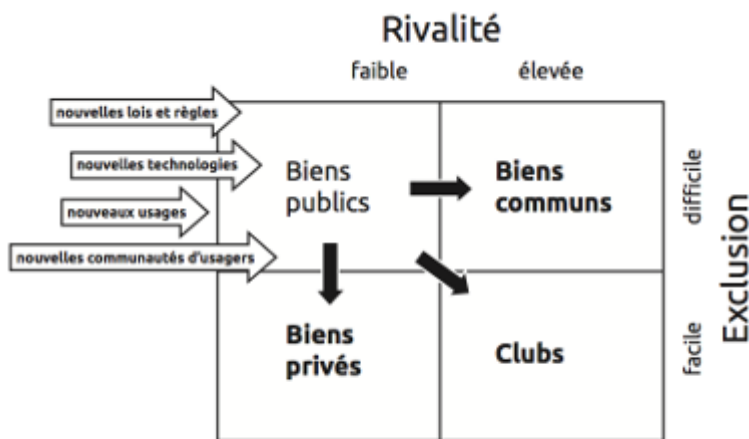 Rivalité
faible élevée
nouvelles lois et règles
nouvelles technologies
nouveaux usages
nouvelles communautés d'usagers
Biens
publics
Biens
communs
Biens
privés
Clubs
difficile
facile
Exclusion